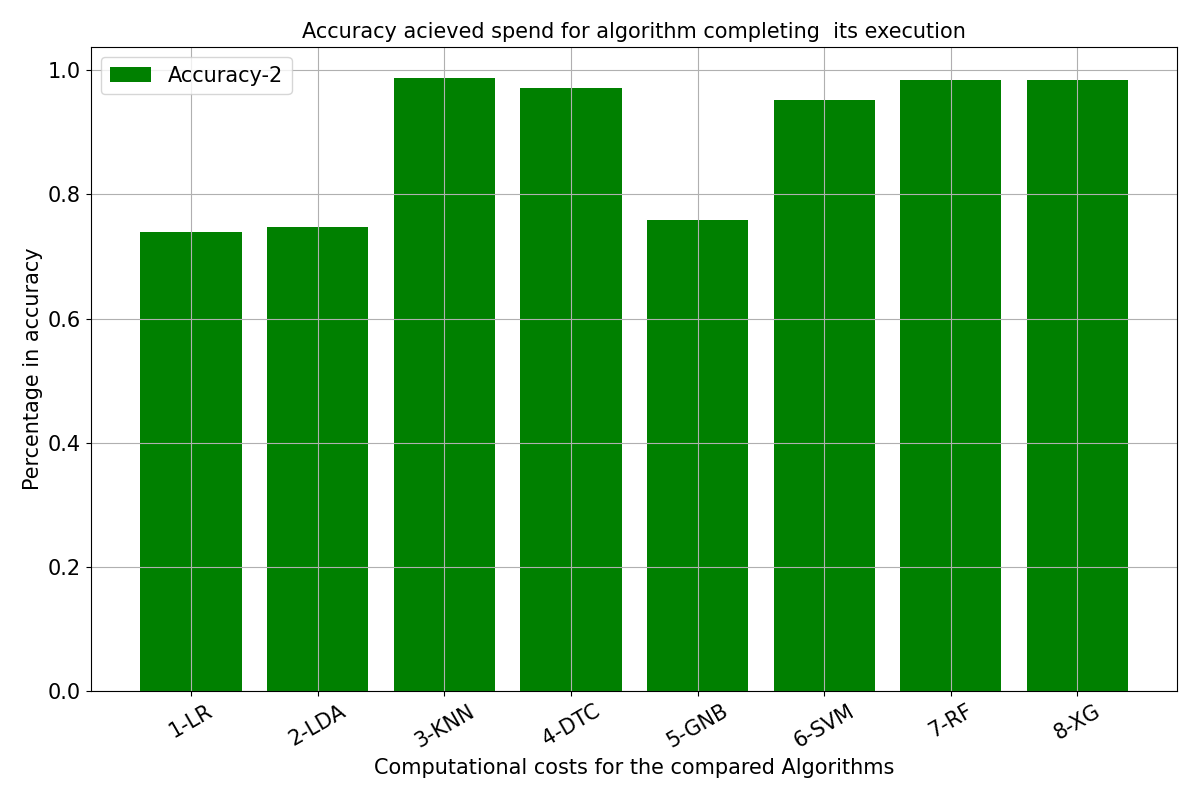 Accuracy acieved spend for algorithm completing  its execution
Accuracy-2
Percentage in accuracy
1.0
0.8
0.6
0.4
0.2
0.0
1-LR
2-LDA
3-KNN
4-DTC
5-GNB
6-SVM
7-RF
8-XG
Computational costs for the compared Algorithms